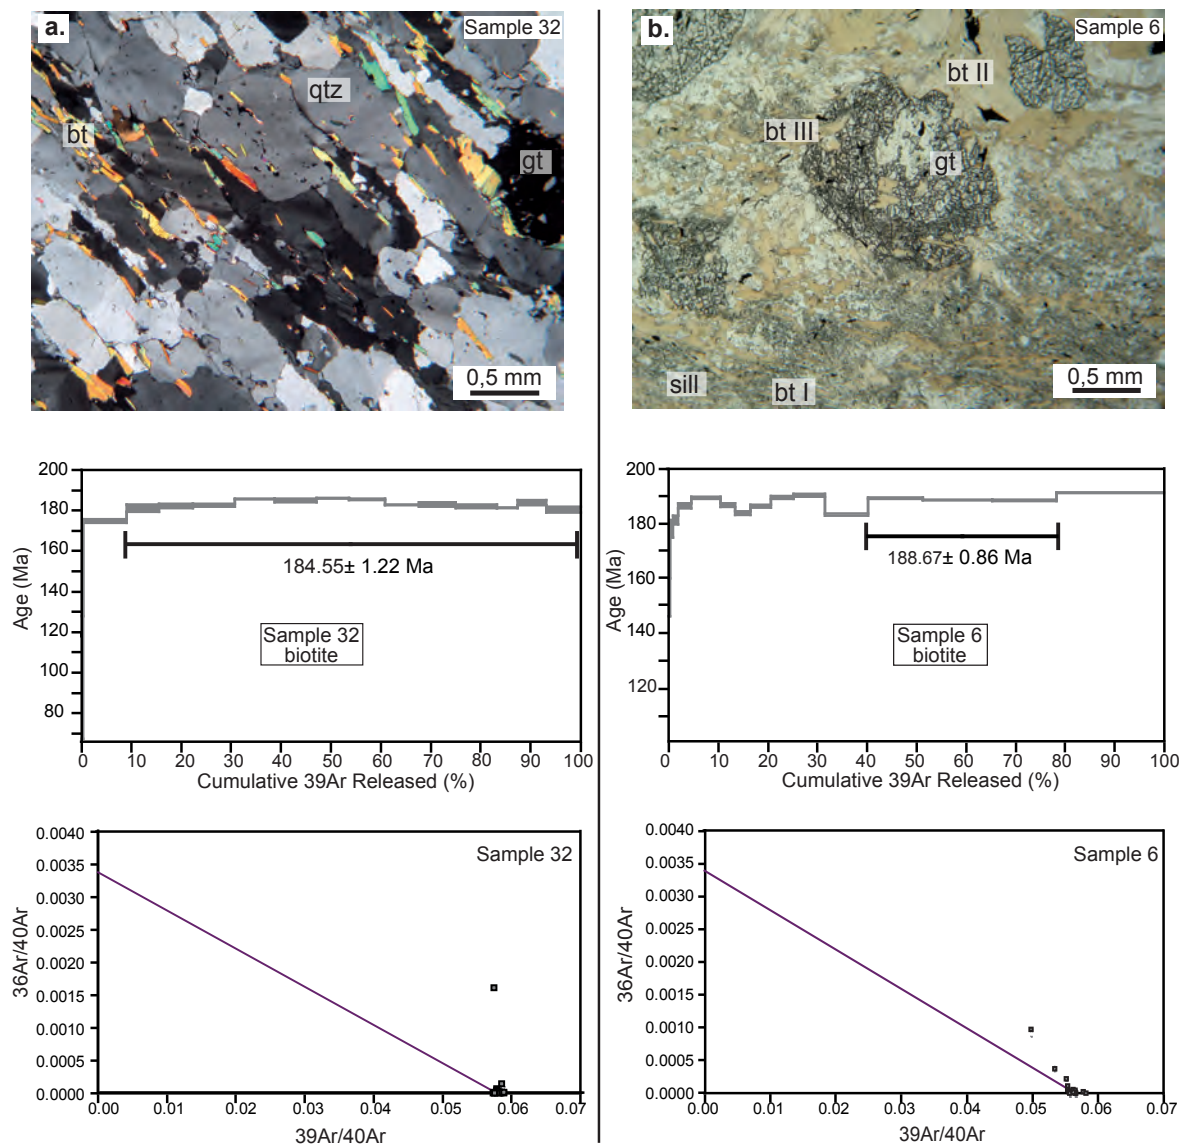 a.
Sample 32
qtz
bt
gt
0,5 mm
b.
Sample 6
bt II
bt III
gt
sill
bt I
0,5 mm
200
180
160
140
120
100
80
Age (Ma)
184.55± 1.22 Ma
Sample 32
biotite
0 10 20 30 40 50 60 70 80 90 100
Cumulative 39Ar Released (%)
200
180
160
140
120
Age (Ma)
188.67± 0.86 Ma
Sample 6
biotite
0 10 20 30 40 50 60 70 80 90 100
Cumulative 39Ar Released (%)
0.0040
0.0035
0.0030
0.0025
0.0020
0.0015
0.0010
0.0005
0.0000
36Ar/40Ar
Sample 32
0.00 0.01 0.02 0.03 0.04 0.05 0.06 0.07
39Ar/40Ar
0.0040
0.0035
0.0030
0.0025
0.0020
0.0015
0.0010
0.0005
0.0000
36Ar/40Ar
Sample 6
0.00 0.01 0.02 0.03 0.04 0.05 0.06 0.07
39Ar/40Ar